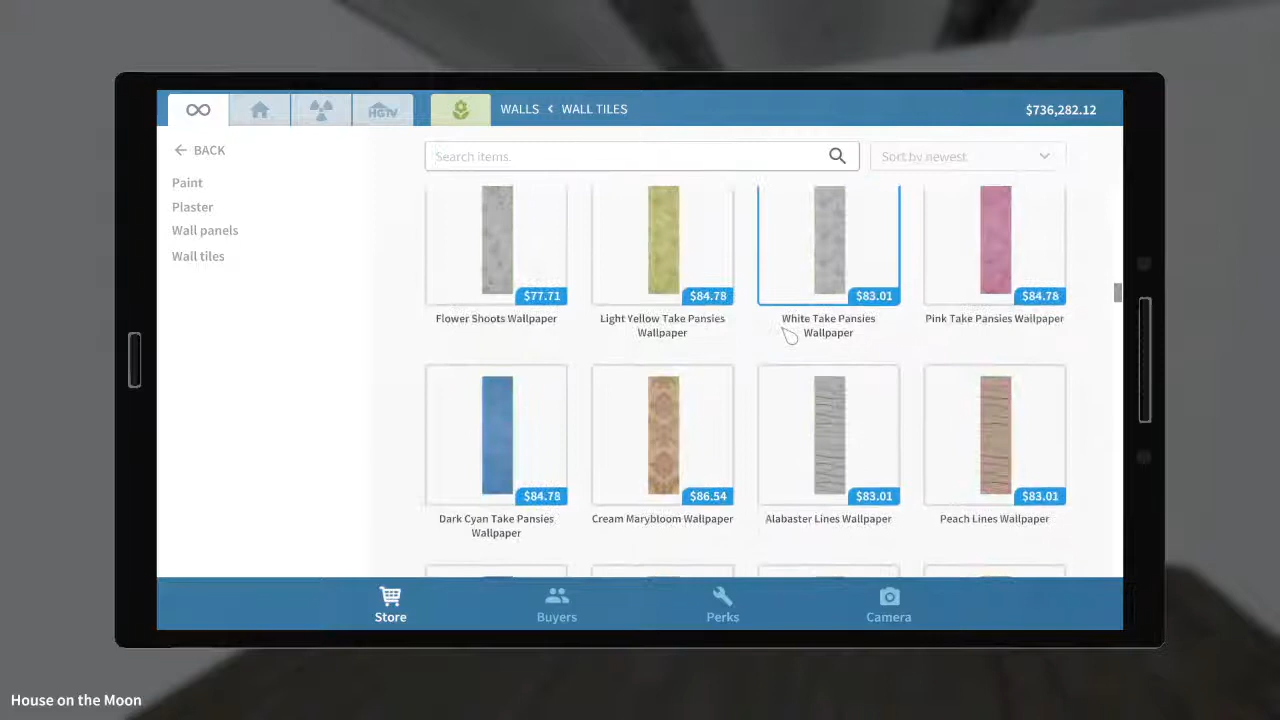 HGTV
WALLS < WALL TILES
$736,282.12
BACK
Search items.
Sort by newest
Paint
Plaster
Wall panels
Wall tiles
$77.71
$84.78
$83.01
$84.78
Flower Shoots Wallpaper
Light Yellow Take Pansies
Wallpaper
White Take Pansies
Wallpaper
Pink Take Pansies Wallpaper
$84.78
$86.54
$83.01
$83.01
Dark Cyan Take Pansies
Wallpaper
Cream Marybloom Wallpaper
Alabaster Lines Wallpaper
Peach Lines Wallpaper
Store
Buyers
Perks
Camera
House on the Moon